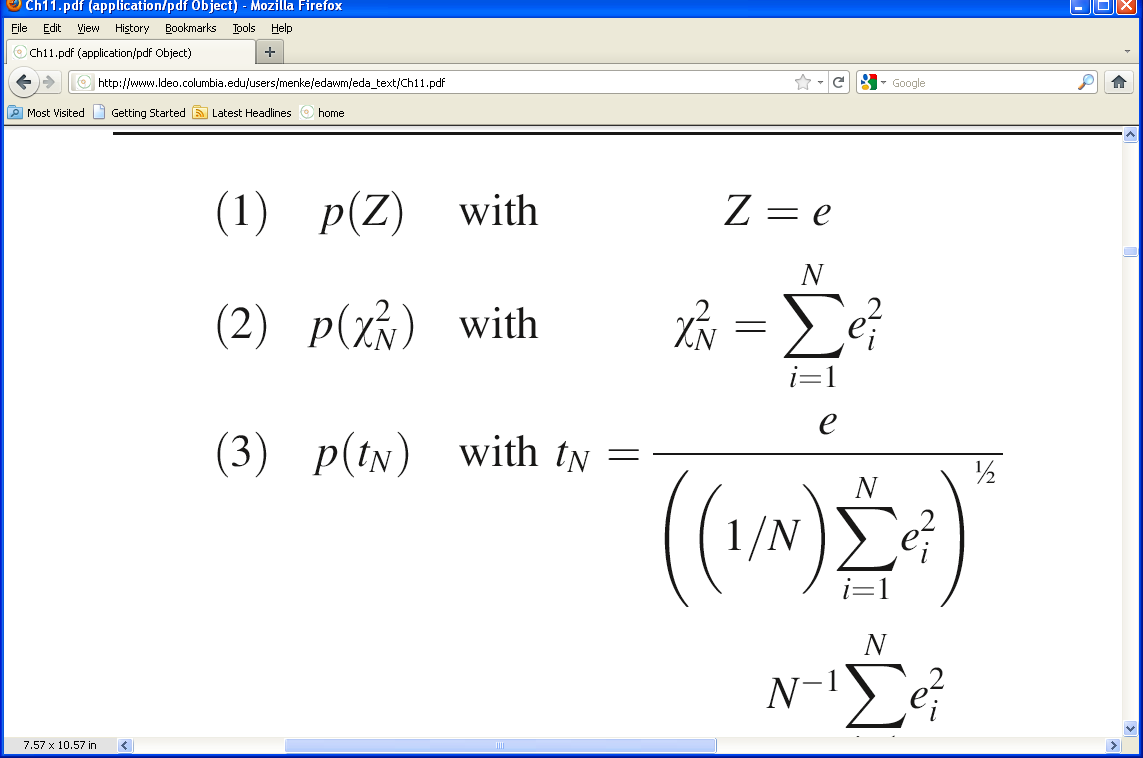 Ch11.pdf (application/pdf Object) - Mozilla Firefox
File Edit View History Bookmarks Tools Help
Ch11.pdf (application/pdf Object) +
http://www.ldeo.columbia.edu/users/menke/edawm/eda_text/Ch11.pdf Google
Most Visited Getting Started Latest Headlines home
(1) p(Z) with Z = e
(2) p(χ²_N) with χ²_N = ∑_{i=1}^{N} e_i²
(3) p(t_N) with t_N = e / ((1/N) ∑_{i=1}^{N} e_i²)^½
N⁻¹ ∑^{N} e_i²
7.57 x 10.57 in